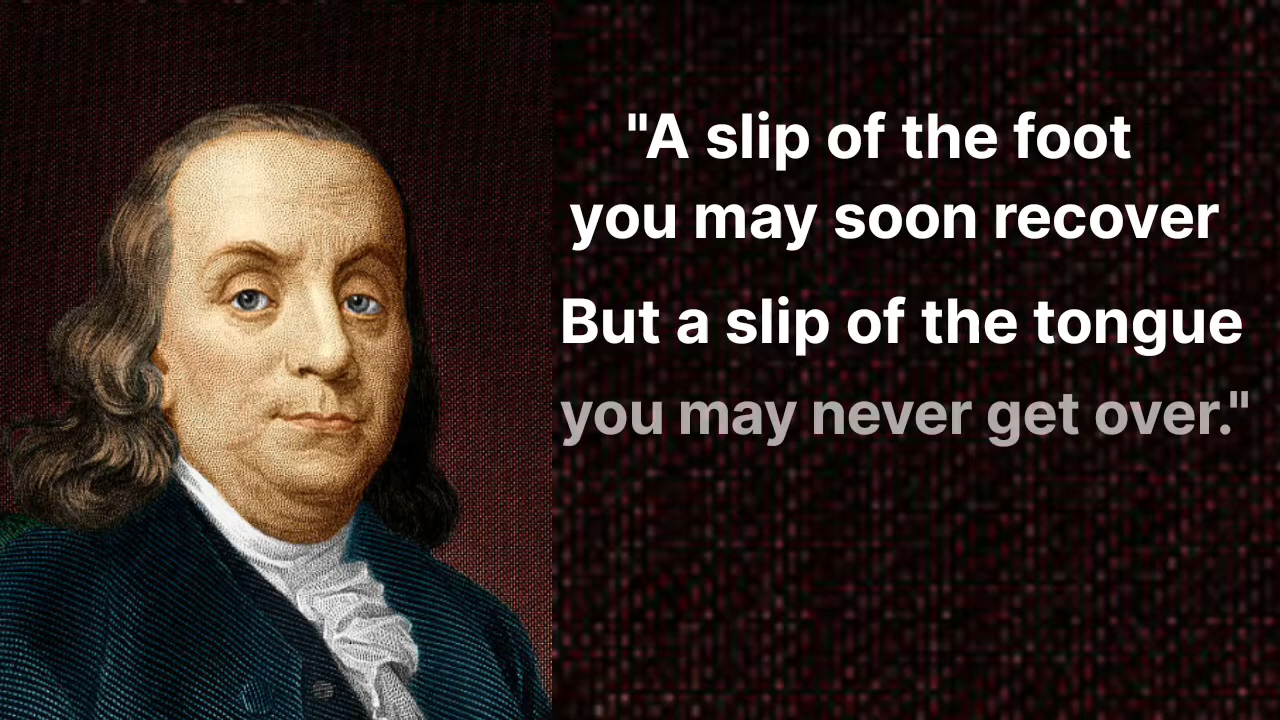 "A slip of the foot
you may soon recover
But a slip of the tongue
you may never get over."